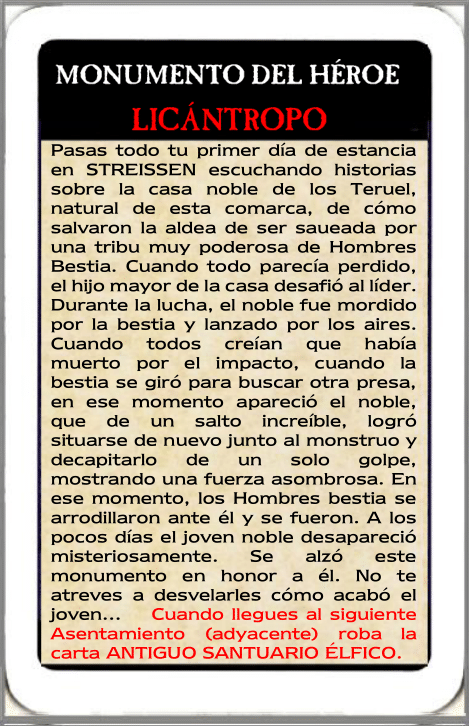 MONUMENTO DEL HÉROE
LICÁNTROPO
Pasas todo tu primer día de estancia
en STREISSEN escuchando historias
sobre la casa noble de los Teruel,
natural de esta comarca, de cómo
salvaron la aldea de ser saueada por
una tribu muy poderosa de Hombres
Bestia. Cuando todo parecía perdido,
el hijo mayor de la casa desafió al líder.
Durante la lucha, el noble fue mordido
por la bestia y lanzado por los aires.
Cuando todos creían que había
muerto por el impacto, cuando la
bestia se giró para buscar otra presa,
en ese momento apareció el noble,
que de un salto increíble, logró
situarse de nuevo junto al monstruo y
decapitarlo de un solo golpe,
mostrando una fuerza asombrosa. En
ese momento, los Hombres bestia se
arrodillaron ante él y se fueron. A los
pocos días el joven noble desapareció
misteriosamente. Se alzó este
monumento en honor a él. No te
atreves a desvelarles cómo acabó el
joven... Cuando llegues al siguiente
Asentamiento (adyacente) roba la
carta ANTIGUO SANTUARIO ÉLFICO.